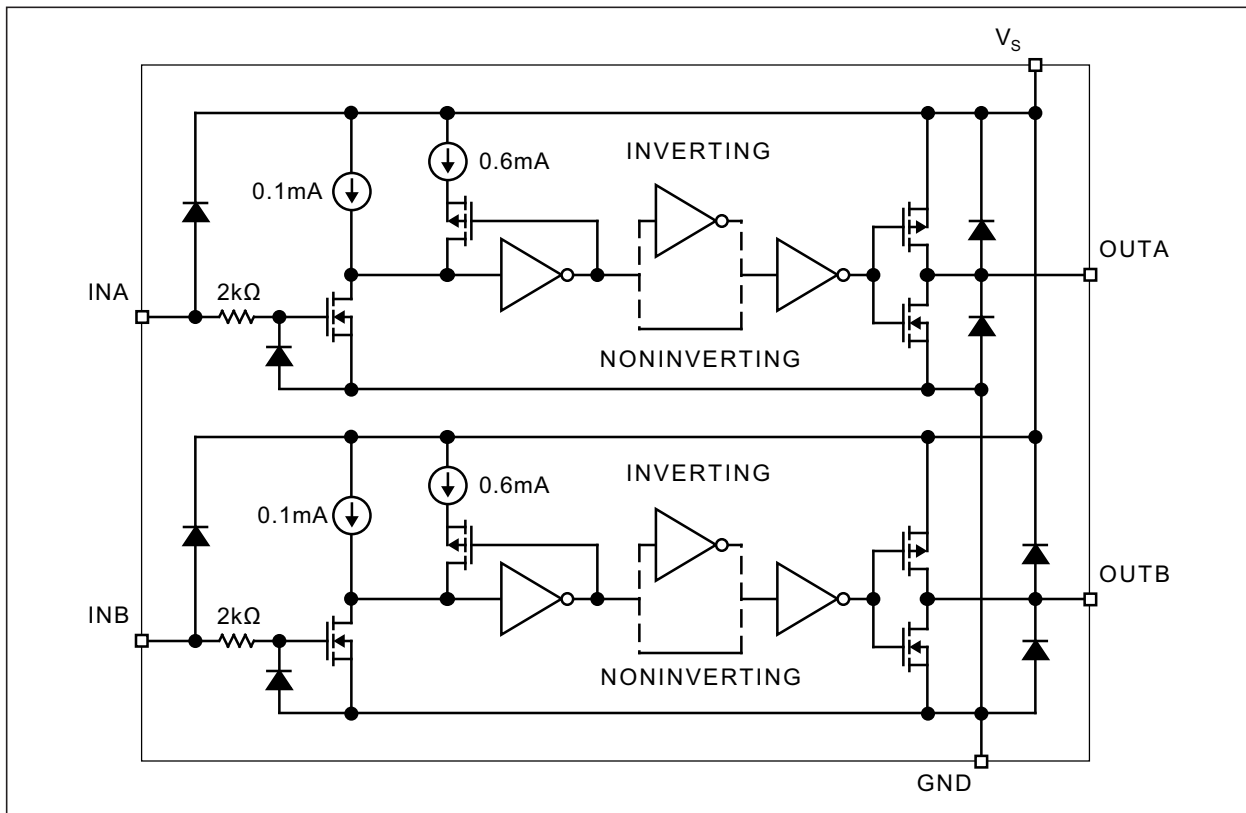 VS
INVERTING
0.6mA
0.1mA
OUTA
INA
2kΩ
NONINVERTING
INVERTING
0.6mA
0.1mA
OUTB
INB
2kΩ
NONINVERTING
GND